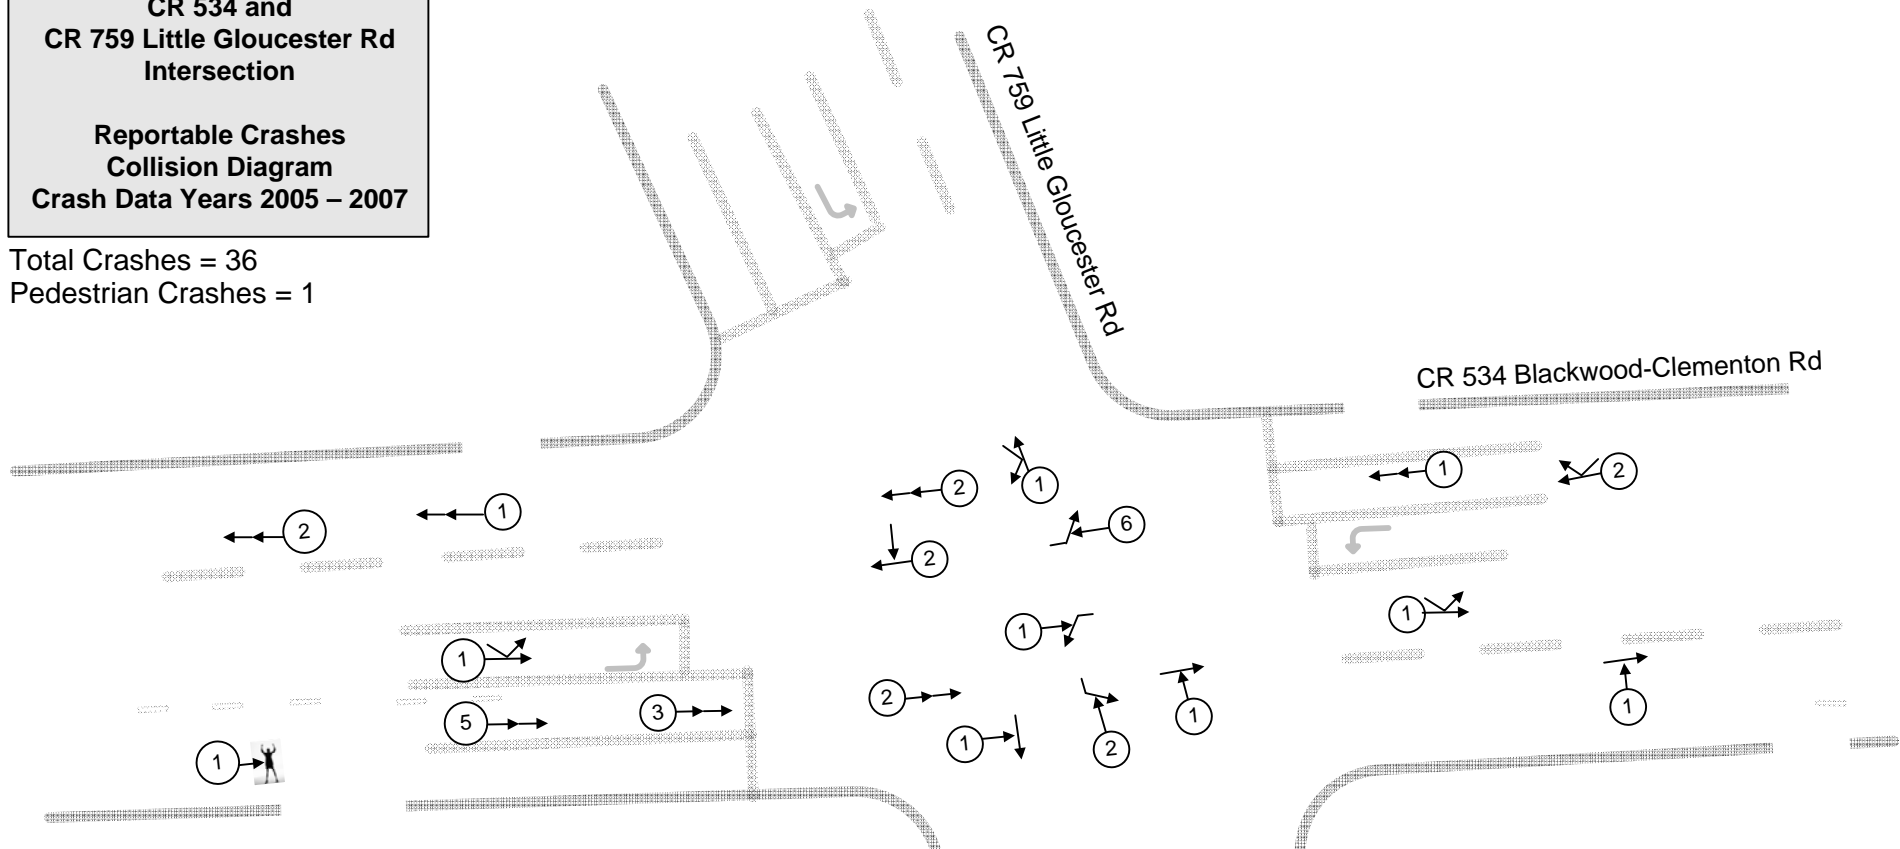 CR 534 and
CR 759 Little Gloucester Rd
Intersection
Reportable Crashes
Collision Diagram
Crash Data Years 2005 – 2007
Total Crashes = 36
Pedestrian Crashes = 1
CR 759 Little Gloucester Rd
CR 534 Blackwood-Clementon Rd
2
1
2
1
1
2
6
2
1
1
1
5
3
2
1
2
1
1
1